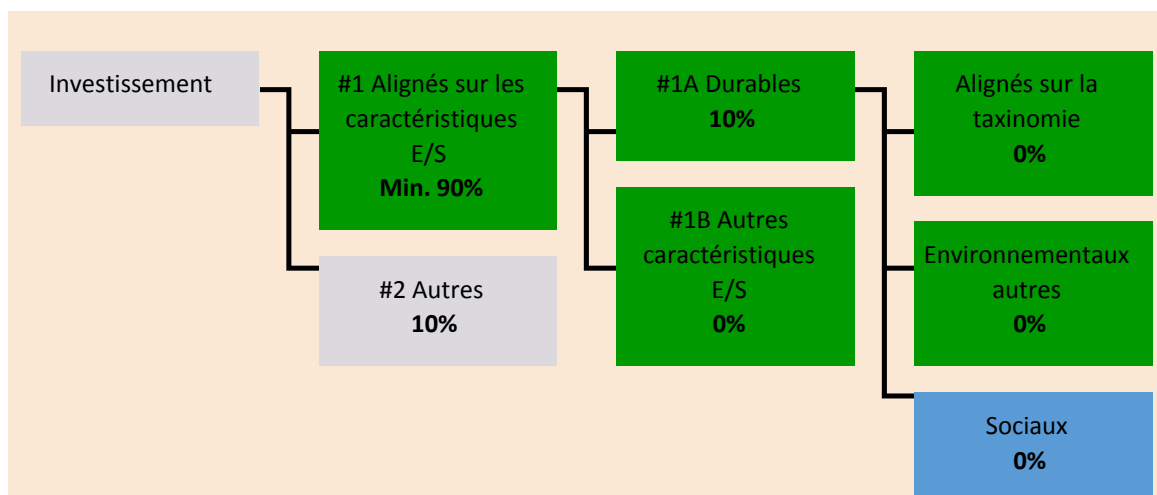 Investissement
#1 Alignés sur les
caractéristiques
E/S
Min. 90%
#2 Autres
10%
#1A Durables
10%
#1B Autres
caractéristiques
E/S
0%
Alignés sur la
taxinomie
0%
Environnementaux
autres
0%
Sociaux
0%